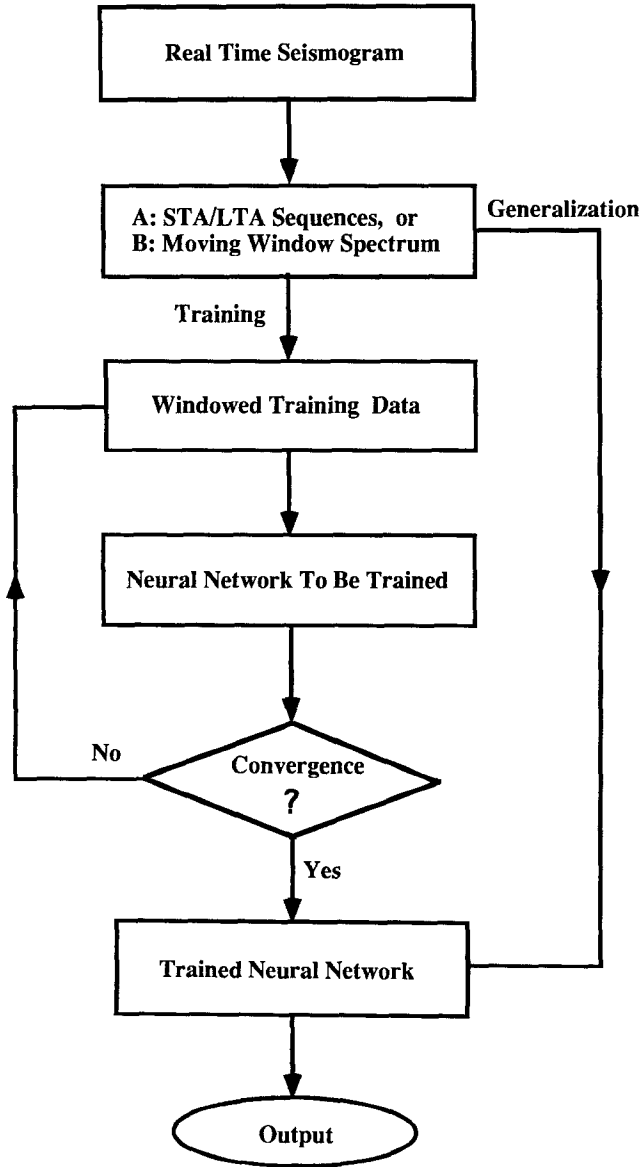 Real Time Seismogram
A: STA/LTA Sequences, or
B: Moving Window Spectrum
Generalization
Training
Windowed Training Data
Neural Network To Be Trained
No
Convergence
?
Yes
Trained Neural Network
Output